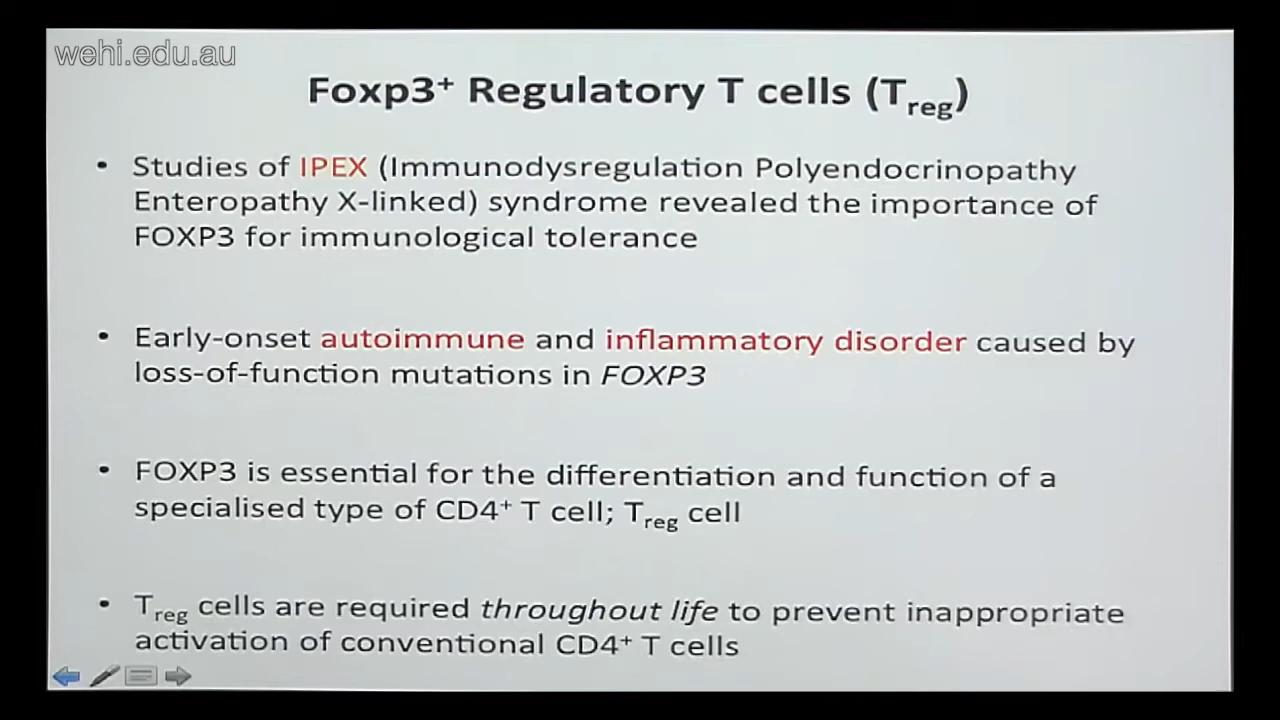 wehi.edu.au
Foxp3⁺ Regulatory T cells (Treg)
• Studies of IPEX (Immunodysregulation Polyendocrinopathy
Enteropathy X-linked) syndrome revealed the importance of
FOXP3 for immunological tolerance
• Early-onset autoimmune and inflammatory disorder caused by
loss-of-function mutations in FOXP3
• FOXP3 is essential for the differentiation and function of a
specialised type of CD4⁺ T cell; Treg cell
• Treg cells are required throughout life to prevent inappropriate
activation of conventional CD4⁺ T cells